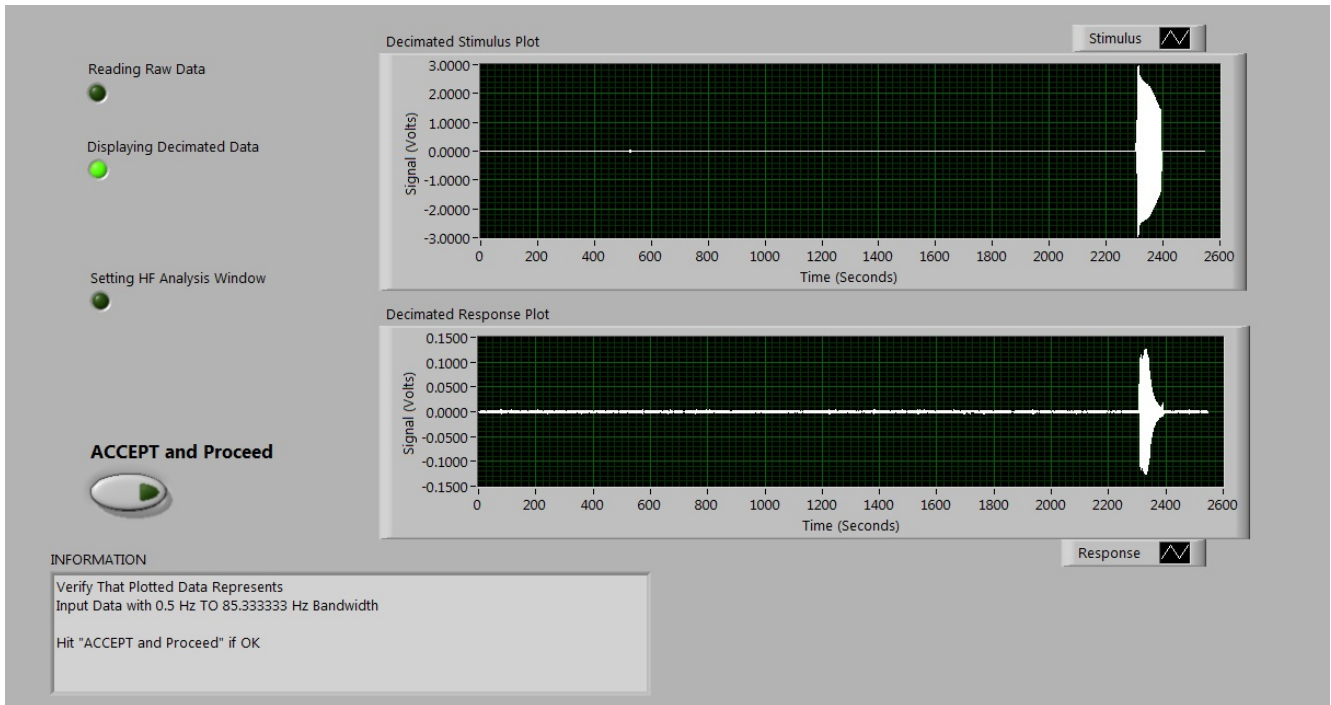 Reading Raw Data
Displaying Decimated Data
Setting HF Analysis Window
ACCEPT and Proceed
INFORMATION
Verify That Plotted Data Represents
Input Data with 0.5 Hz TO 85.333333 Hz Bandwidth
Hit "ACCEPT and Proceed" if OK
Decimated Stimulus Plot
Stimulus
Signal (Volts)
3.0000
2.0000
1.0000
0.0000
-1.0000
-2.0000
-3.0000
0 200 400 600 800 1000 1200 1400 1600 1800 2000 2200 2400 2600
Time (Seconds)
Decimated Response Plot
Signal (Volts)
0.1500
0.1000
0.0500
0.0000
-0.0500
-0.1000
-0.1500
0 200 400 600 800 1000 1200 1400 1600 1800 2000 2200 2400 2600
Time (Seconds)
Response